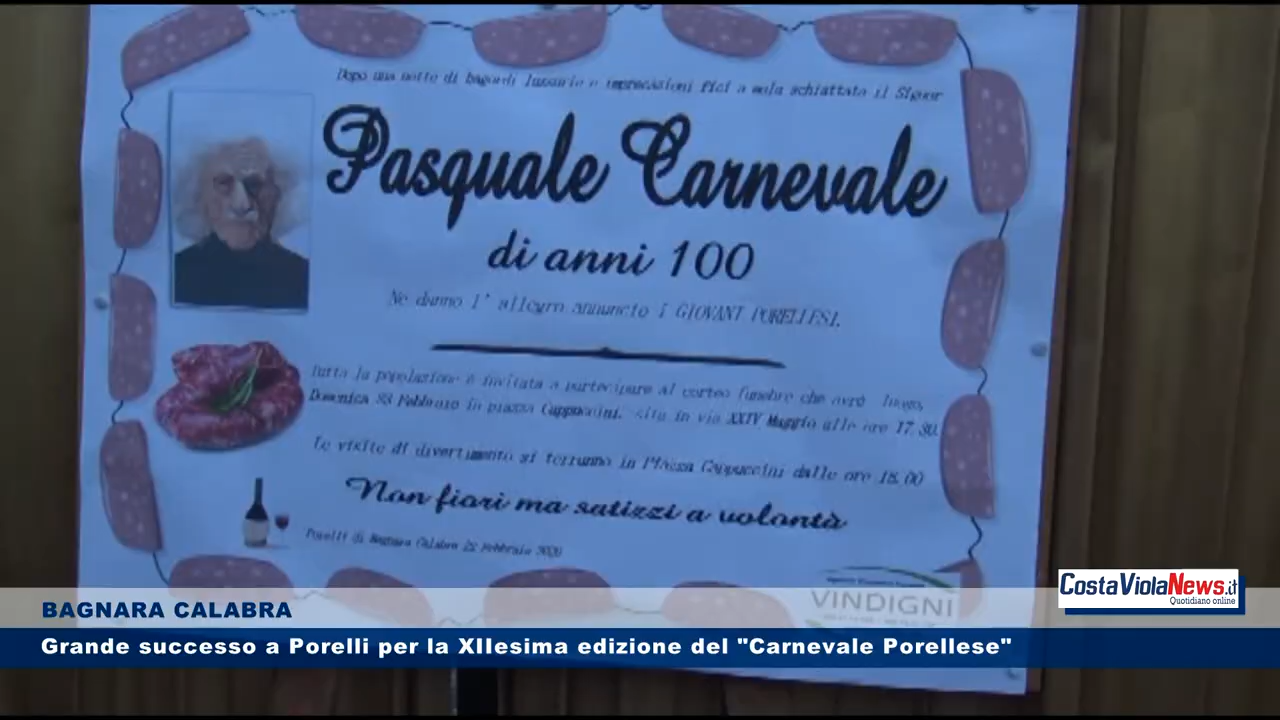 Dopo una notte di bagordi lussurie e imprecazioni fici a mala schiattata il Signor
Pasquale Carnevale
di anni 100
Ne danno l' allegro annuncio i GIOVANI PORELLESI.
Tutta la popolazione è invitata a partecipare al corteo funebre che avrà luogo,
Domenica 23 Febbraio in piazza Cappuccini, sita in via XXIV Maggio alle ore 17.30.
Le visite di divertimento si terranno in Piazza Cappuccini dalle ore 18.00
Non fiori ma satizzi a volontà
Porelli di Bagnara Calabra 22 Febbraio 2020
VINDIGNI
CostaViolaNews.it
Quotidiano online
BAGNARA CALABRA
Grande successo a Porelli per la XIIesima edizione del "Carnevale Porellese"